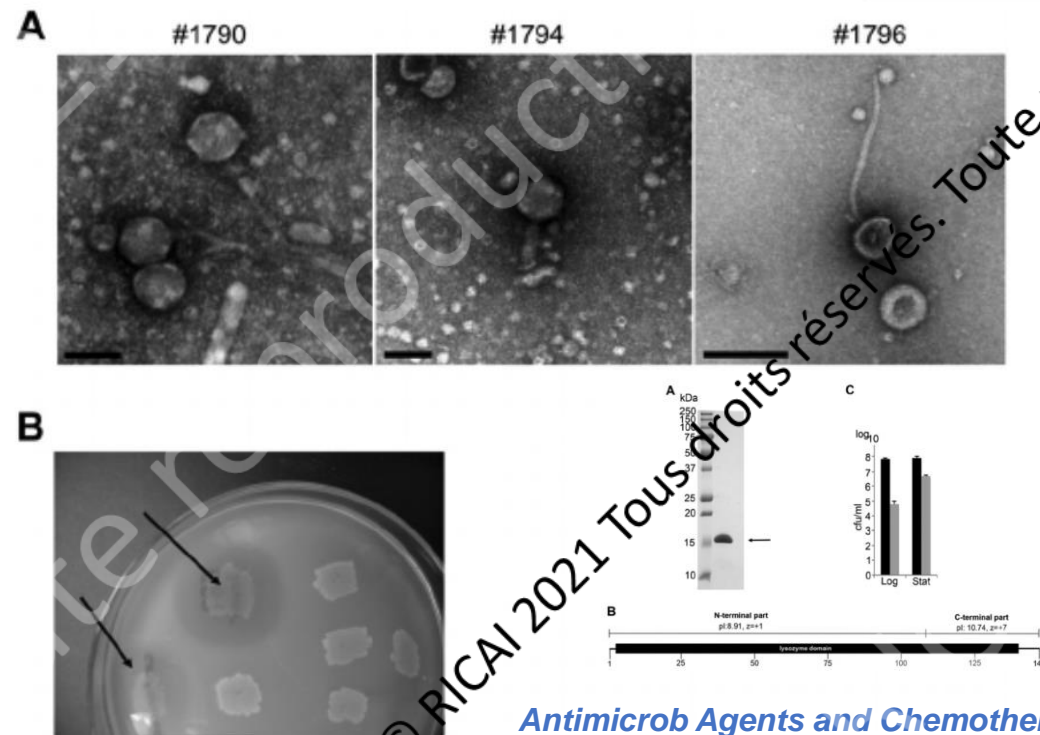 A
#1790
#1794
#1796
B
A
kDa
250
150
100
75
50
37
25
20
15
10
C
log10
cfu/ml
8
7
6
5
4
3
2
1
0
Log
Stat
B
N-terminal part
C-terminal part
pI:8.91, z=+1
pI: 10.74, z=+7
lysozyme domain
1
25
50
75
100
125
© RICAI 2021 Tous droits réservés. Toute
Antimicrob Agents and